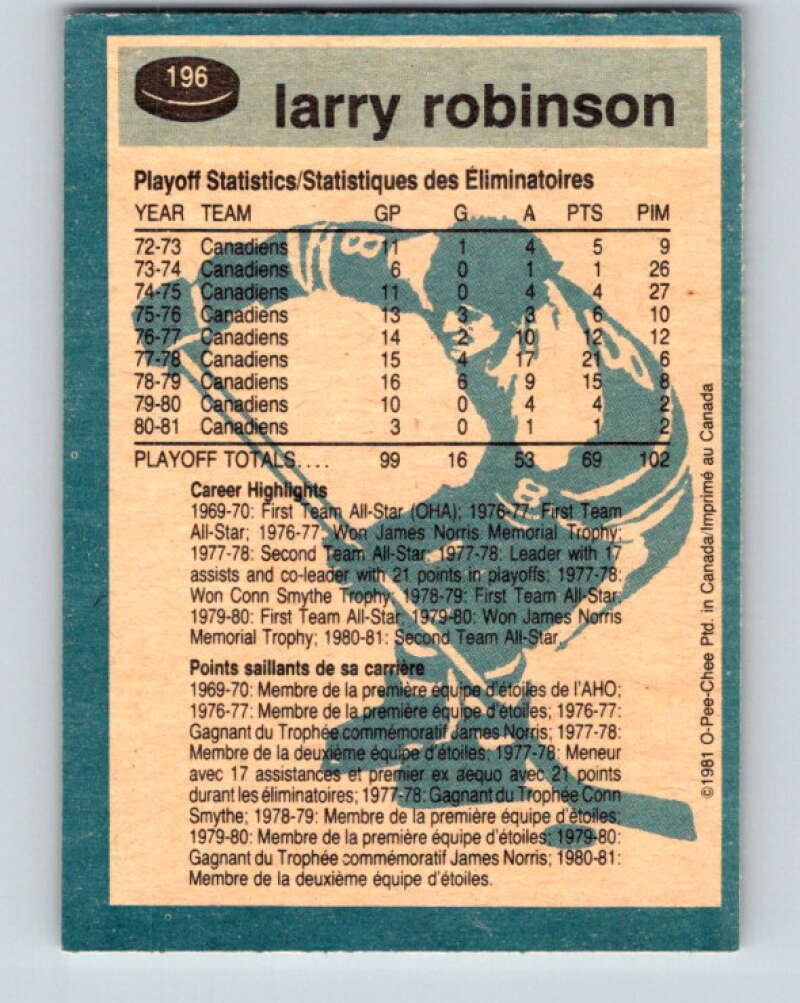 196
larry robinson
Playoff Statistics/Statistiques des Éliminatoires
YEAR TEAM GP G A PTS PIM
72-73 Canadiens 11 1 4 5 9
73-74 Canadiens 6 0 1 1 26
74-75 Canadiens 11 0 4 4 27
75-76 Canadiens 13 3 3 6 10
76-77 Canadiens 14 2 10 12 12
77-78 Canadiens 15 4 17 21 6
78-79 Canadiens 16 6 9 15 8
79-80 Canadiens 10 0 4 4 2
80-81 Canadiens 3 0 1 1 2
PLAYOFF TOTALS.... 99 16 53 69 102
Career Highlights
1969-70: First Team All-Star (OHA); 1976-77: First Team
All-Star; 1976-77: Won James Norris Memorial Trophy;
1977-78: Second Team All-Star; 1977-78: Leader with 17
assists and co-leader with 21 points in playoffs; 1977-78:
Won Conn Smythe Trophy; 1978-79: First Team All-Star;
1979-80: First Team All-Star; 1979-80: Won James Norris
Memorial Trophy; 1980-81: Second Team All-Star.
Points saillants de sa carrière
1969-70: Membre de la première équipe d'étoiles de l'AHO;
1976-77: Membre de la première équipe d'étoiles; 1976-77:
Gagnant du Trophée commémoratif James Norris; 1977-78:
Membre de la deuxième équipe d'étoiles; 1977-78: Meneur
avec 17 assistances et premier ex aequo avec 21 points
durant les éliminatoires; 1977-78: Gagnant du Trophée Conn
Smythe; 1978-79: Membre de la première équipe d'étoiles;
1979-80: Membre de la première équipe d'étoiles; 1979-80:
Gagnant du Trophée commémoratif James Norris; 1980-81:
Membre de la deuxième équipe d'étoiles.
©1981 O-Pee-Chee Ptd. in Canada/Imprimé au Canada